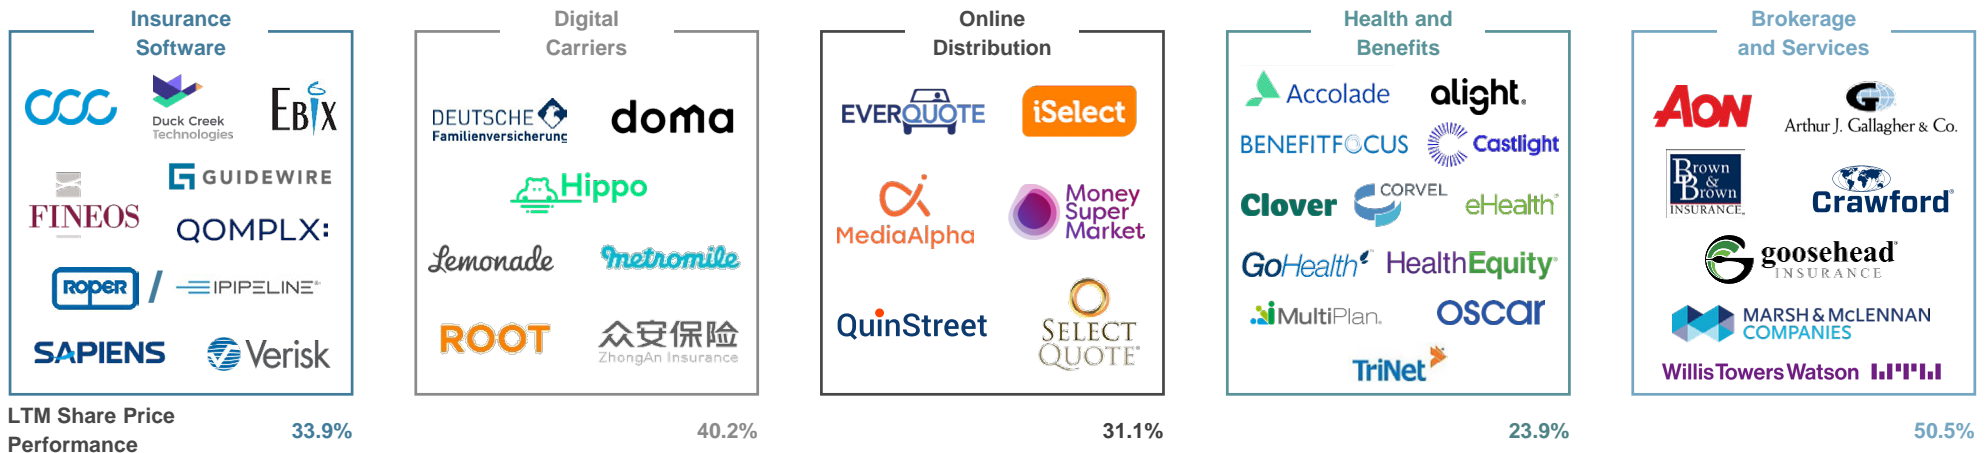 Insurance
Software
CCC
Duck Creek
Technologies
EBIX
FINEOS
GUIDEWIRE
QOMPLX:
ROPER / IPIPELINE
SAPIENS
Verisk
Digital
Carriers
DEUTSCHE
Familienversicherung
doma
Hippo
Lemonade
metromile
ROOT
众安保险
ZhongAn Insurance
Online
Distribution
EVERQUOTE
iSelect
MediaAlpha
Money
Super
Market
QuinStreet
SELECT
QUOTE
Health and
Benefits
Accolade
alight
BENEFITFOCUS
Castlight
Clover
CORVEL
eHealth
GoHealth
HealthEquity
MultiPlan
oscar
TriNet
Brokerage
and Services
AON
G
Arthur J. Gallagher & Co.
Brown
&
Brown
INSURANCE
Crawford
goosehead
INSURANCE
MARSH & McLENNAN
COMPANIES
Willis Towers Watson
LTM Share Price
Performance
33.9%
40.2%
31.1%
23.9%
50.5%